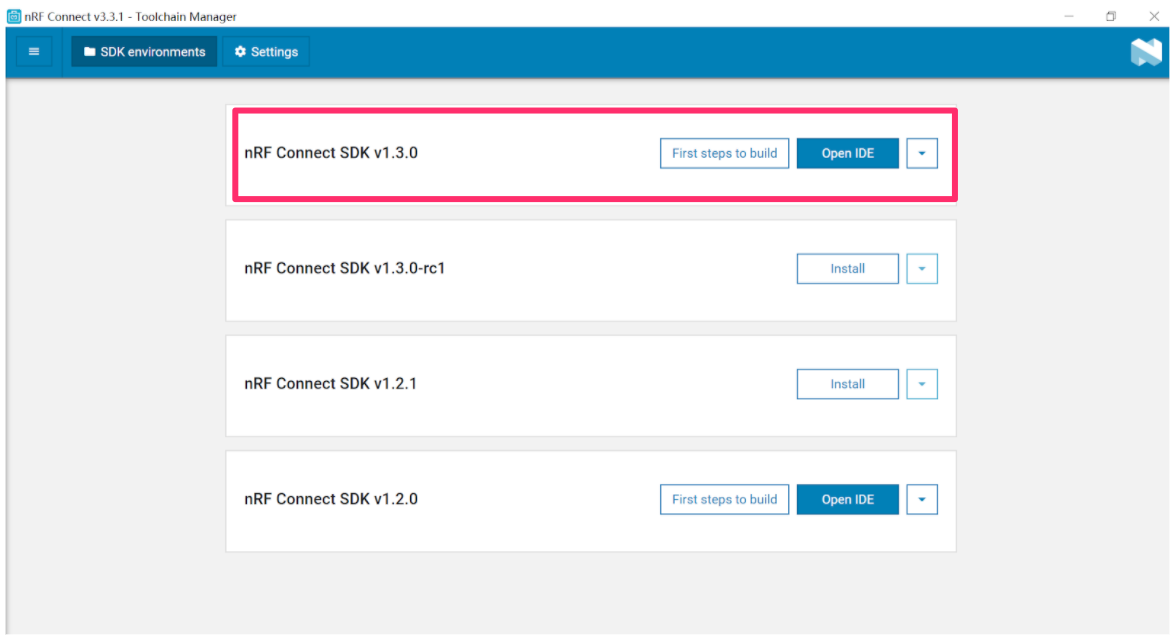 nRF Connect v3.3.1 - Toolchain Manager
SDK environments Settings
nRF Connect SDK v1.3.0 First steps to build Open IDE
nRF Connect SDK v1.3.0-rc1 Install
nRF Connect SDK v1.2.1 Install
nRF Connect SDK v1.2.0 First steps to build Open IDE